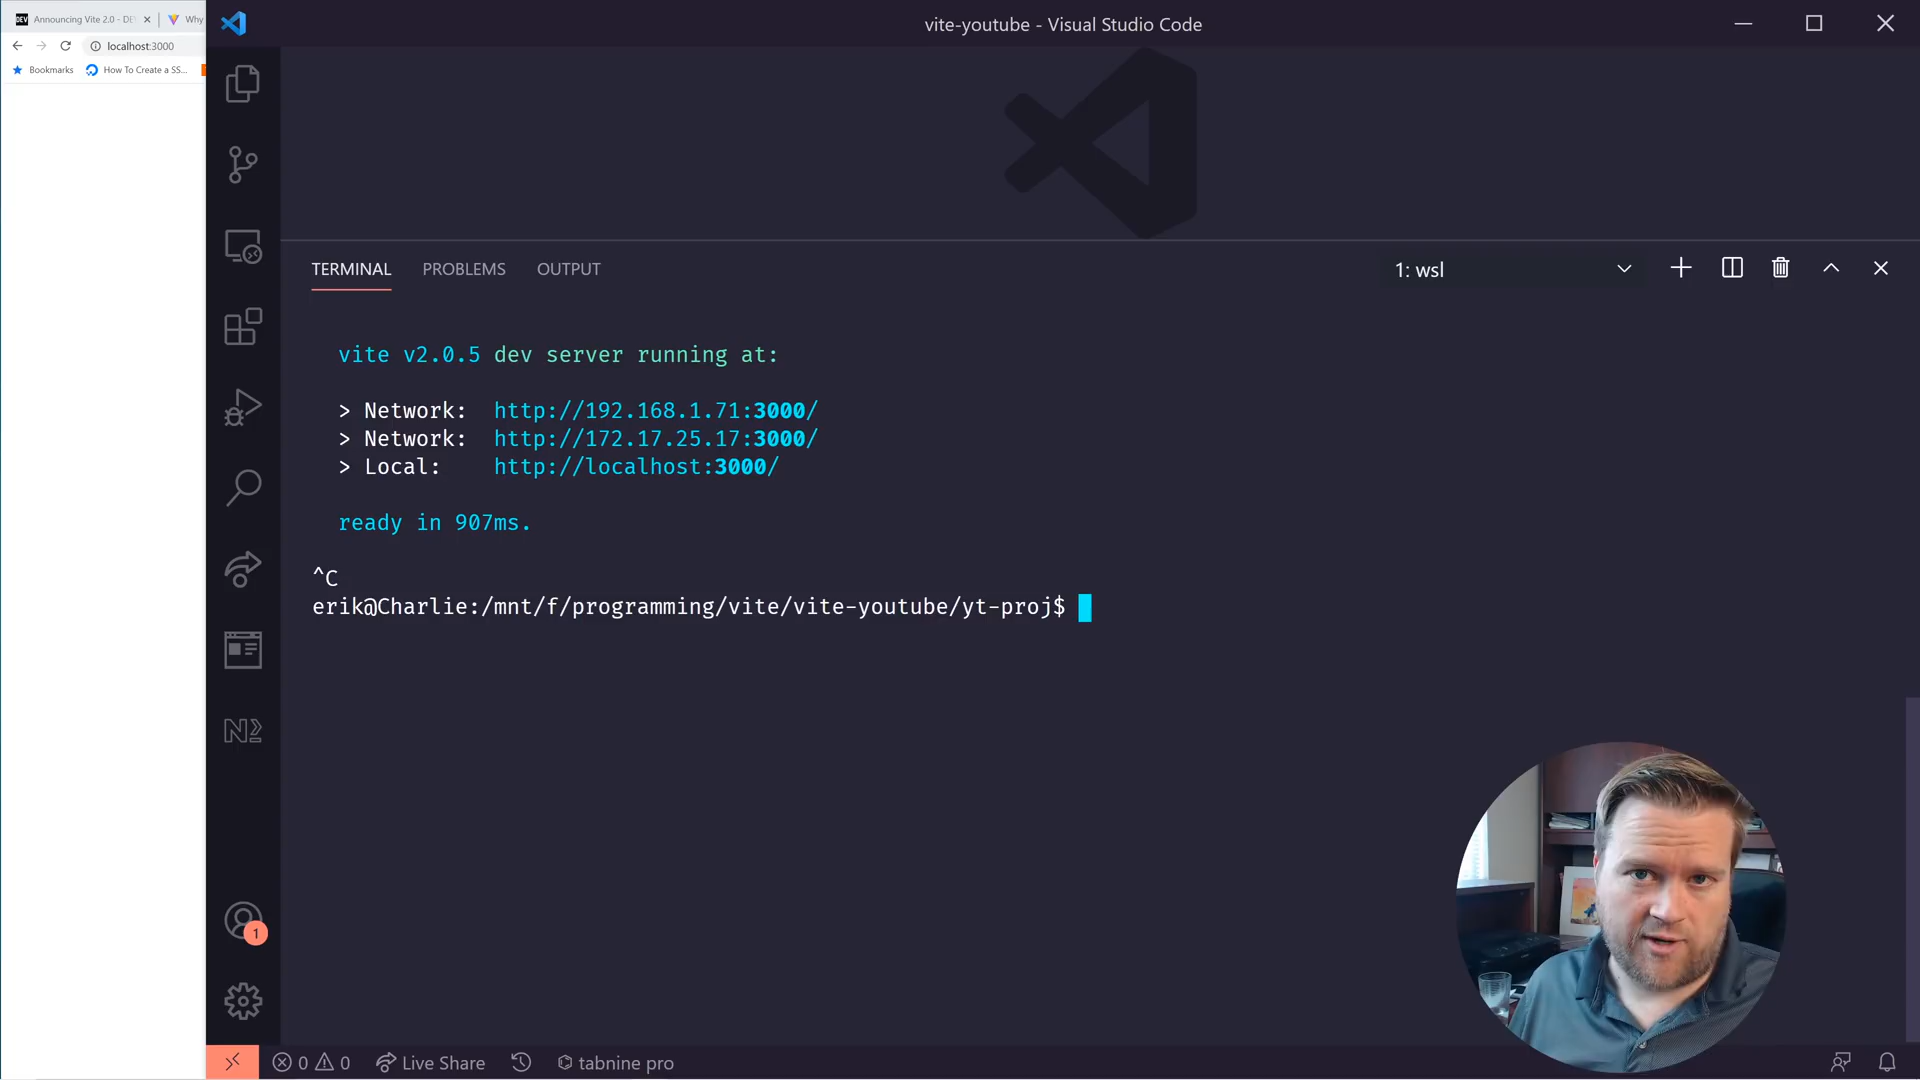 Announcing Vite 2.0 - DE
Why
localhost:3000
Bookmarks
How To Create a SS...
vite-youtube - Visual Studio Code
TERMINAL
PROBLEMS
OUTPUT
1: wsl
vite v2.0.5 dev server running at:
> Network: http://192.168.1.71:3000/
> Network: http://172.17.25.17:3000/
> Local: http://localhost:3000/
ready in 907ms.
^C
erik@Charlie:/mnt/f/programming/vite/vite-youtube/yt-proj$
1
0
0
Live Share
tabnine pro